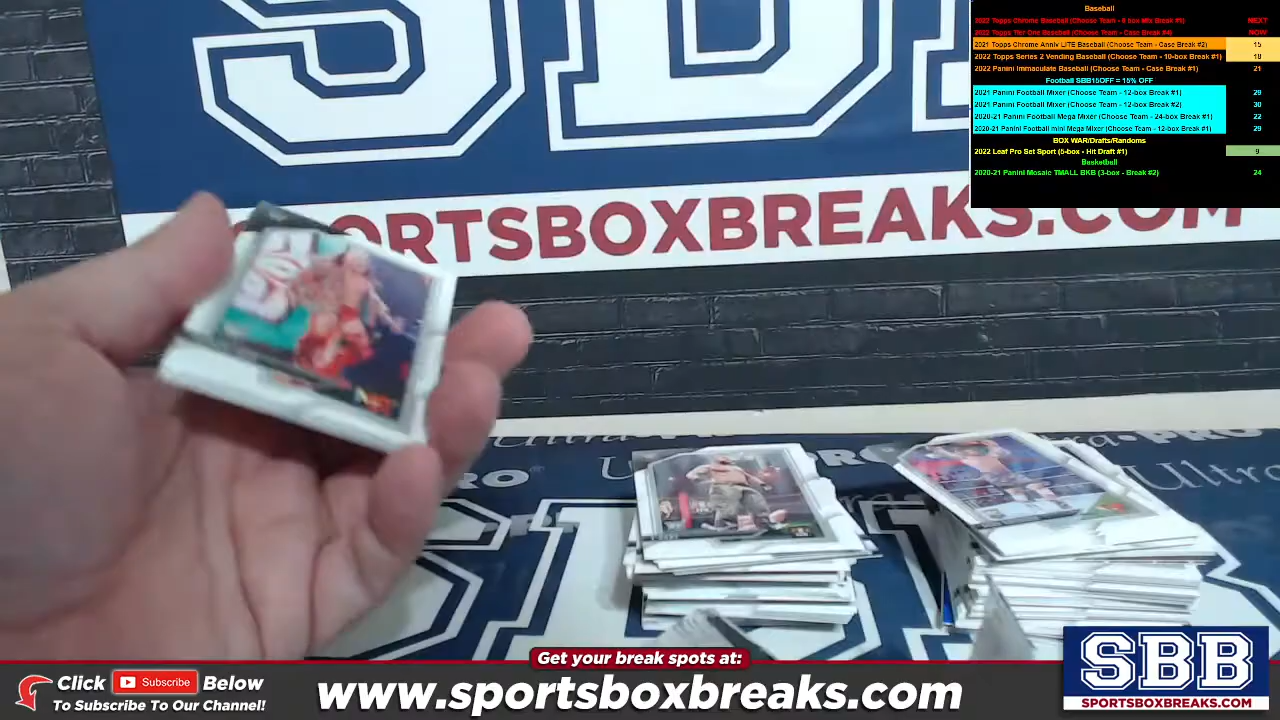 SBB
SPORTSBOXBREAKS.COM
Baseball
2022 Topps Chrome Baseball (Choose Team - 8-box Mix Break #1) NEXT
2022 Topps Tier One Baseball (Choose Team - Case Break #4) NOW
2021 Topps Chrome Anniv LITE Baseball (Choose Team - Case Break #2) 15
2022 Topps Series 2 Vending Baseball (Choose Team - 10-box Break #1) 18
2022 Panini Immaculate Baseball (Choose Team - Case Break #1) 21
Football SBB15OFF = 15% OFF
2021 Panini Football Mixer (Choose Team - 12-box Break #1) 29
2021 Panini Football Mixer (Choose Team - 12-box Break #2) 30
2020-21 Panini Football Mega Mixer (Choose Team - 24-box Break #1) 22
2020-21 Panini Football mini Mega Mixer (Choose Team - 12-box Break #1) 29
BOX WAR/Drafts/Randoms
2022 Leaf Pro Set Sport (5-box - Hit Draft #1) 9
Basketball
2020-21 Panini Mosaic TMALL BKB (3-box - Break #2) 24
Ultra PRO
Ultra
SBB
Get your break spots at:
Click Subscribe Below
To Subscribe To Our Channel!
www.sportsboxbreaks.com
SBB
SPORTSBOXBREAKS.COM